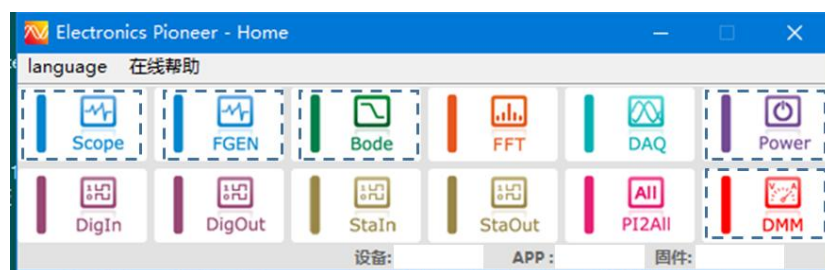 Electronics Pioneer - Home
language 在线帮助
Scope FGEN Bode FFT DAQ Power
All
DigIn DigOut StaIn StaOut PI2All DMM
设备: APP : 固件: